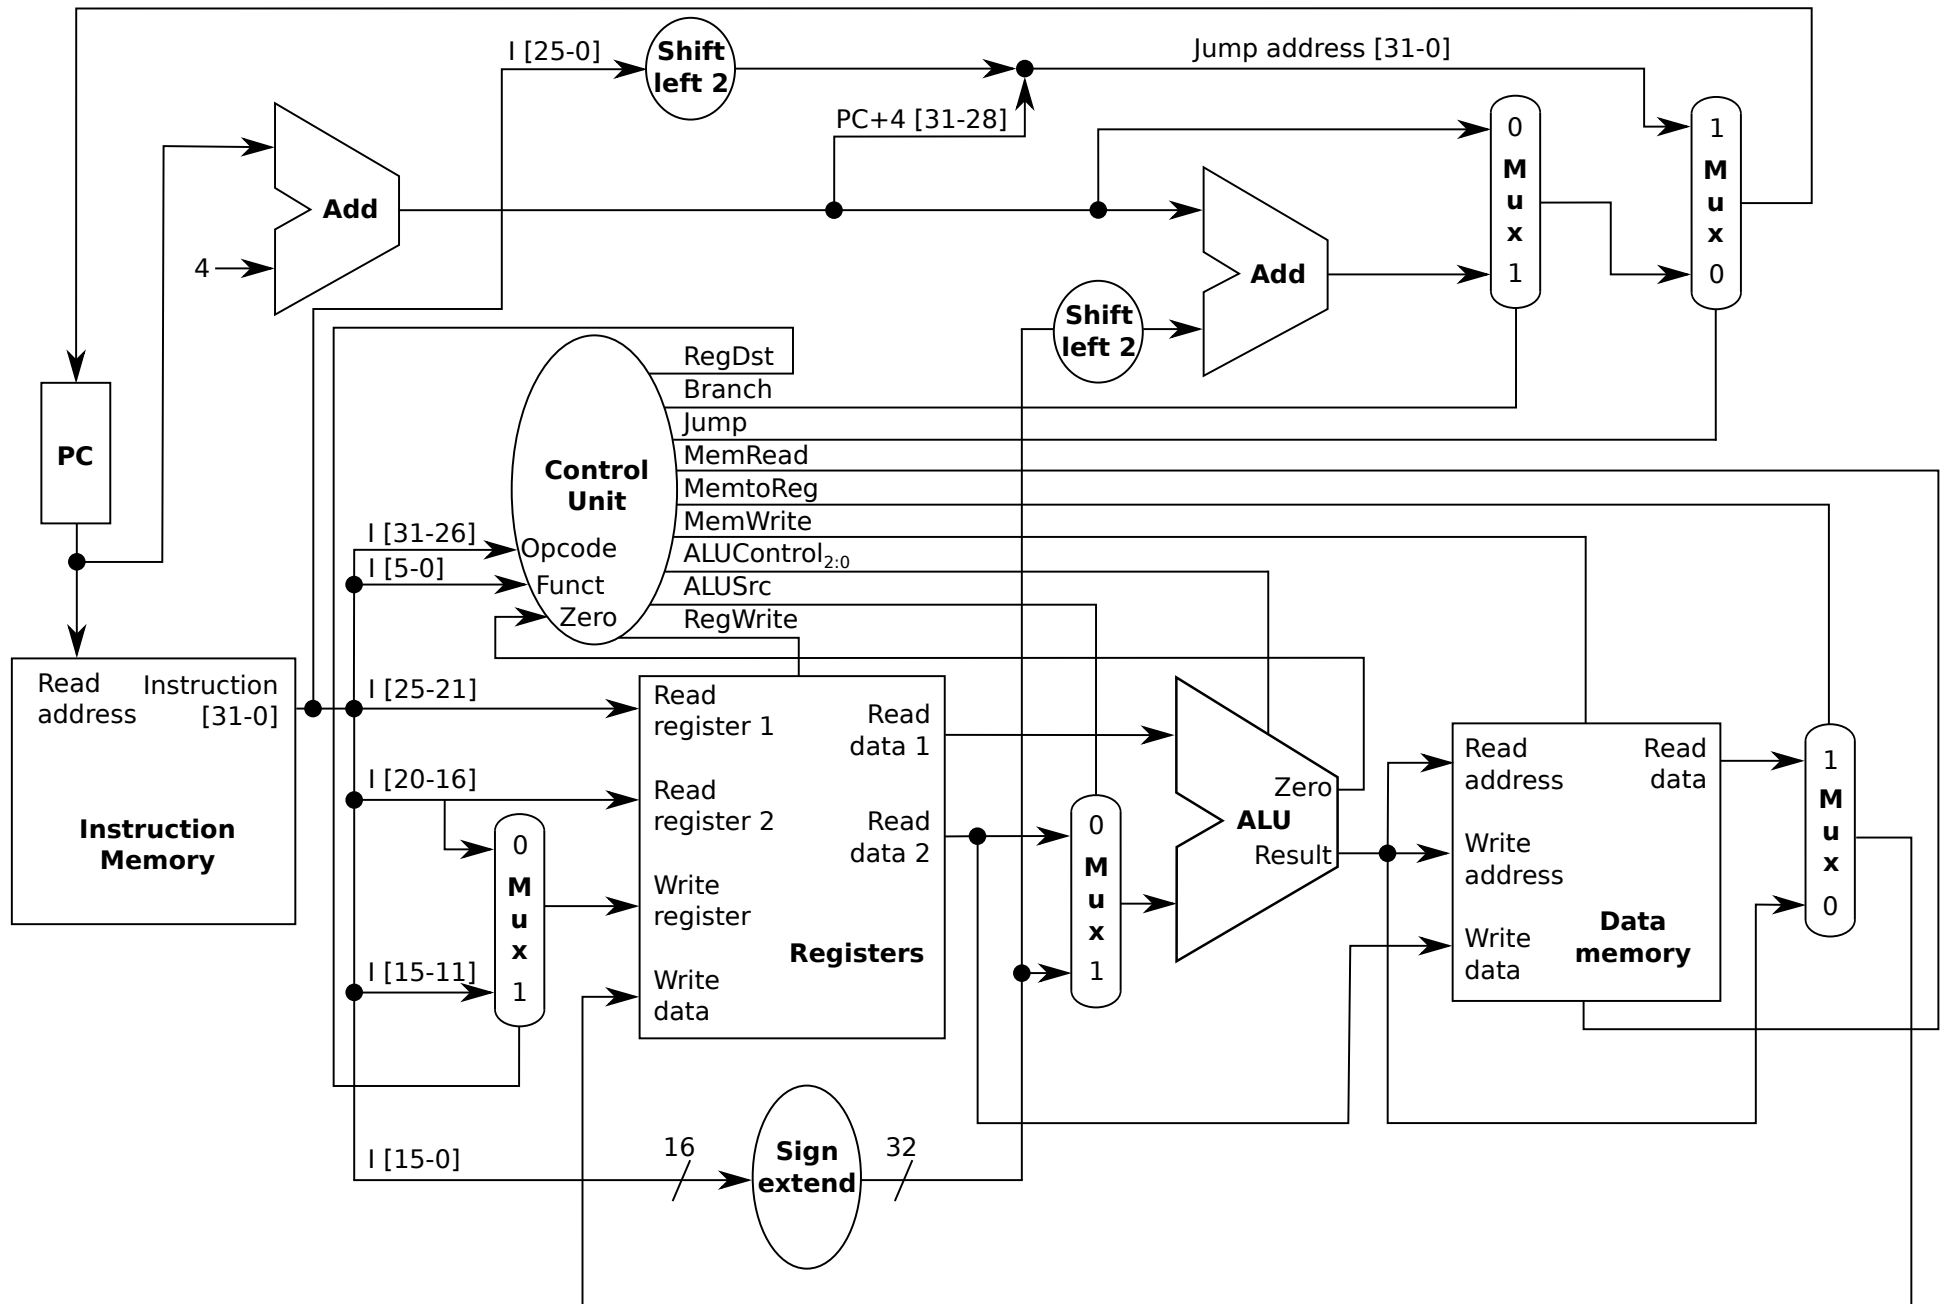 I [25-0]
Shift
left 2
Jump address [31-0]
PC+4 [31-28]
Add
4
0
M
u
x
1
1
M
u
x
0
Add
Shift
left 2
RegDst
Branch
Jump
MemRead
MemtoReg
MemWrite
ALUControl2:0
ALUSrc
RegWrite
Control
Unit
Opcode
Funct
Zero
PC
I [31-26]
I [5-0]
Read
address
Instruction
[31-0]
Instruction
Memory
I [25-21]
I [20-16]
I [15-11]
I [15-0]
0
M
u
x
1
Read
register 1
Read
register 2
Write
register
Write
data
Read
data 1
Read
data 2
Registers
0
M
u
x
1
Zero
ALU
Result
Read
address
Write
address
Write
data
Read
data
Data
memory
1
M
u
x
0
16
Sign
extend
32